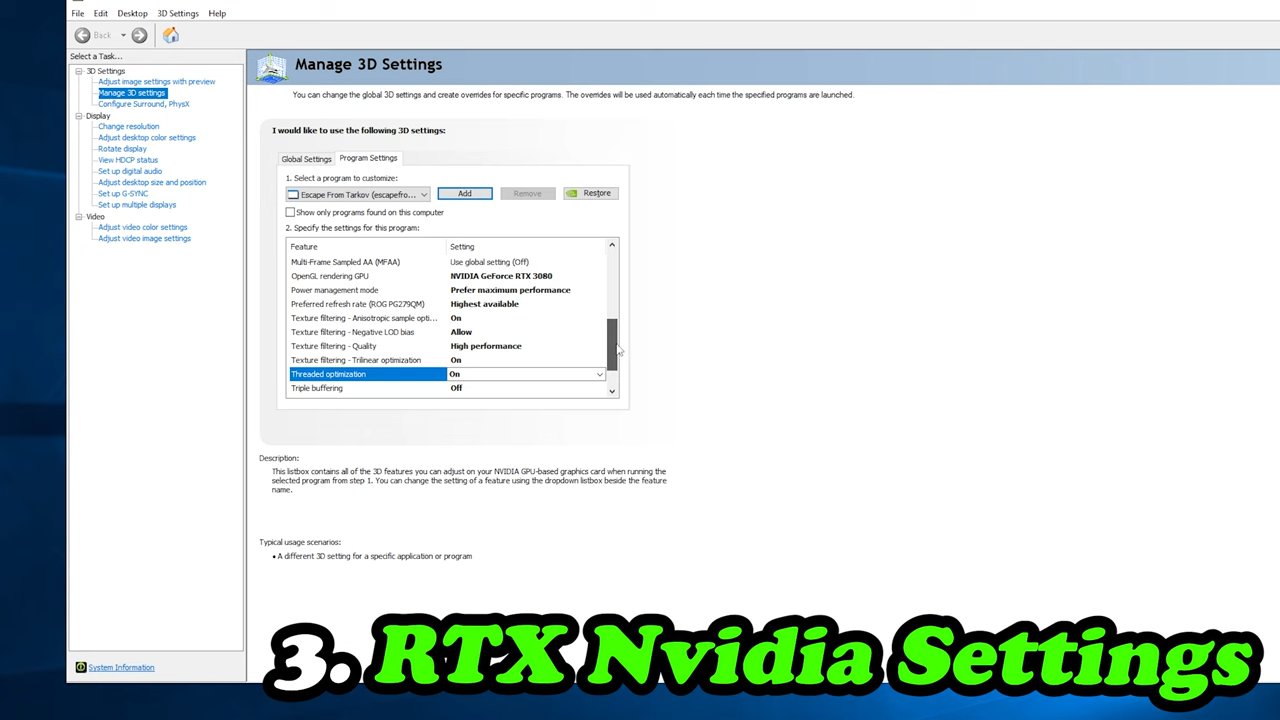 File Edit Desktop 3D Settings Help
Back
Select a Task...
3D Settings
Adjust image settings with preview
Manage 3D settings
Configure Surround, PhysX
Display
Change resolution
Adjust desktop color settings
Rotate display
View HDCP status
Set up digital audio
Adjust desktop size and position
Set up G-SYNC
Set up multiple displays
Video
Adjust video color settings
Adjust video image settings
System Information
Manage 3D Settings
You can change the global 3D settings and create overrides for specific programs. The overrides will be used automatically each time the specified programs are launched.
I would like to use the following 3D settings:
Global Settings Program Settings
1. Select a program to customize:
Escape From Tarkov (escapefro... Add Remove Restore
Show only programs found on this computer
2. Specify the settings for this program:
Feature Setting
Multi-Frame Sampled AA (MFAA) Use global setting (Off)
OpenGL rendering GPU NVIDIA GeForce RTX 3080
Power management mode Prefer maximum performance
Preferred refresh rate (ROG PG279QM) Highest available
Texture filtering - Anisotropic sample opti... On
Texture filtering - Negative LOD bias Allow
Texture filtering - Quality High performance
Texture filtering - Trilinear optimization On
Threaded optimization On
Triple buffering Off
Description:
This listbox contains all of the 3D features you can adjust on your NVIDIA GPU-based graphics card when running the
selected program from step 1. You can change the setting of a feature using the dropdown listbox beside the feature
name.
Typical usage scenarios:
• A different 3D setting for a specific application or program
3. RTX Nvidia Settings